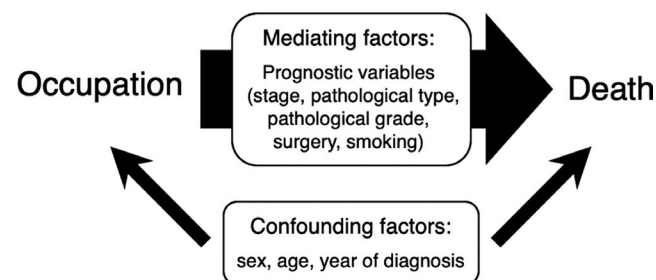 Mediating factors:
Occupation
Prognostic variables
(stage, pathological type,
pathological grade,
surgery, smoking)
Death
Confounding factors:
sex, age, year of diagnosis